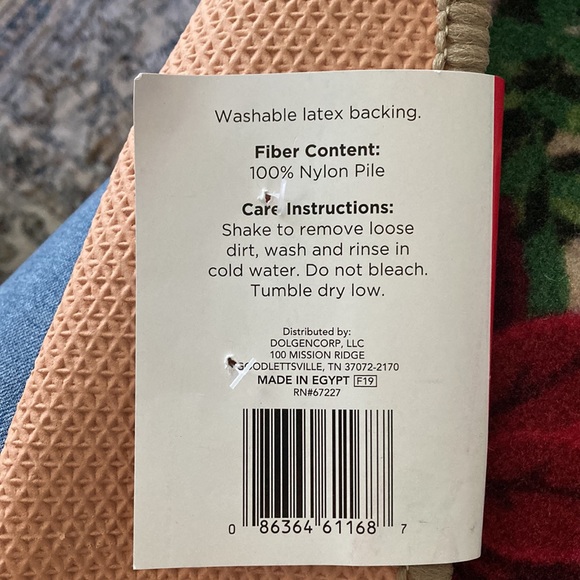 Washable latex backing.
Fiber Content:
100% Nylon Pile
Care Instructions:
Shake to remove loose
dirt, wash and rinse in
cold water. Do not bleach.
Tumble dry low.
Distributed by:
DOLGENCORP, LLC
100 MISSION RIDGE
GOODLETTSVILLE, TN 37072-2170
MADE IN EGYPT F19
RN#67227
0 86364 61168 7